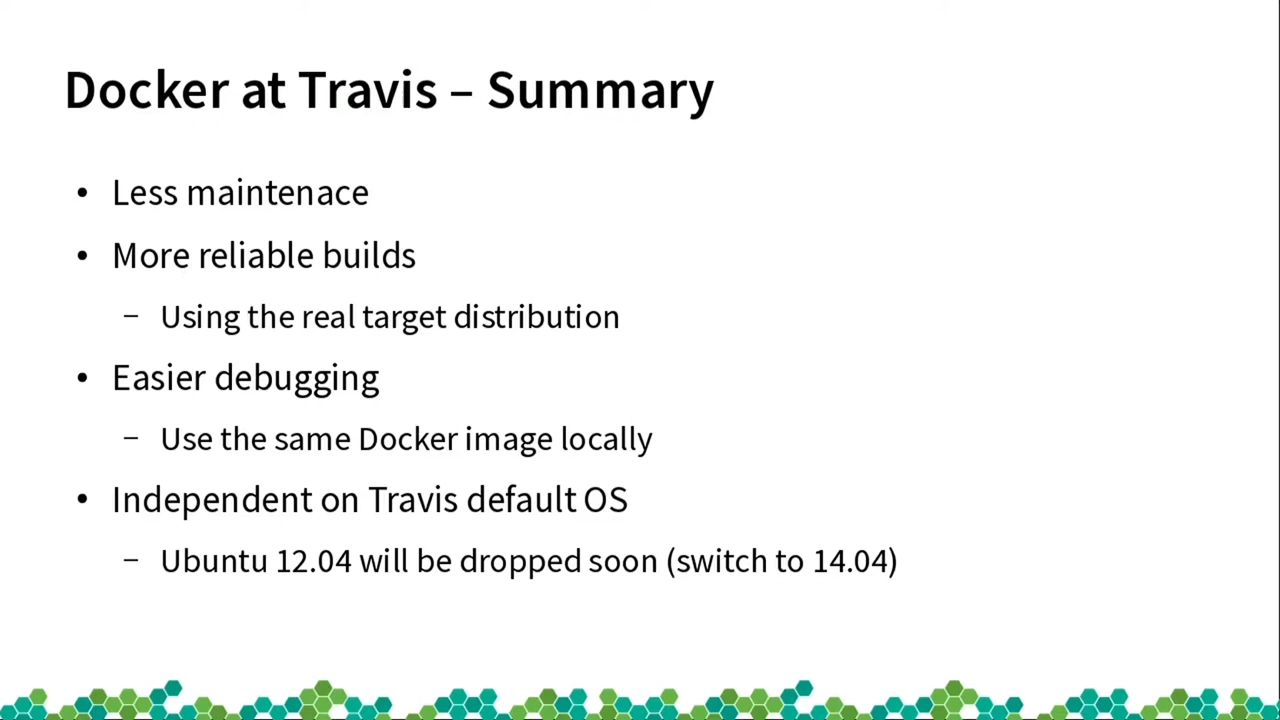 Docker at Travis – Summary
• Less maintenace
• More reliable builds
– Using the real target distribution
• Easier debugging
– Use the same Docker image locally
• Independent on Travis default OS
– Ubuntu 12.04 will be dropped soon (switch to 14.04)